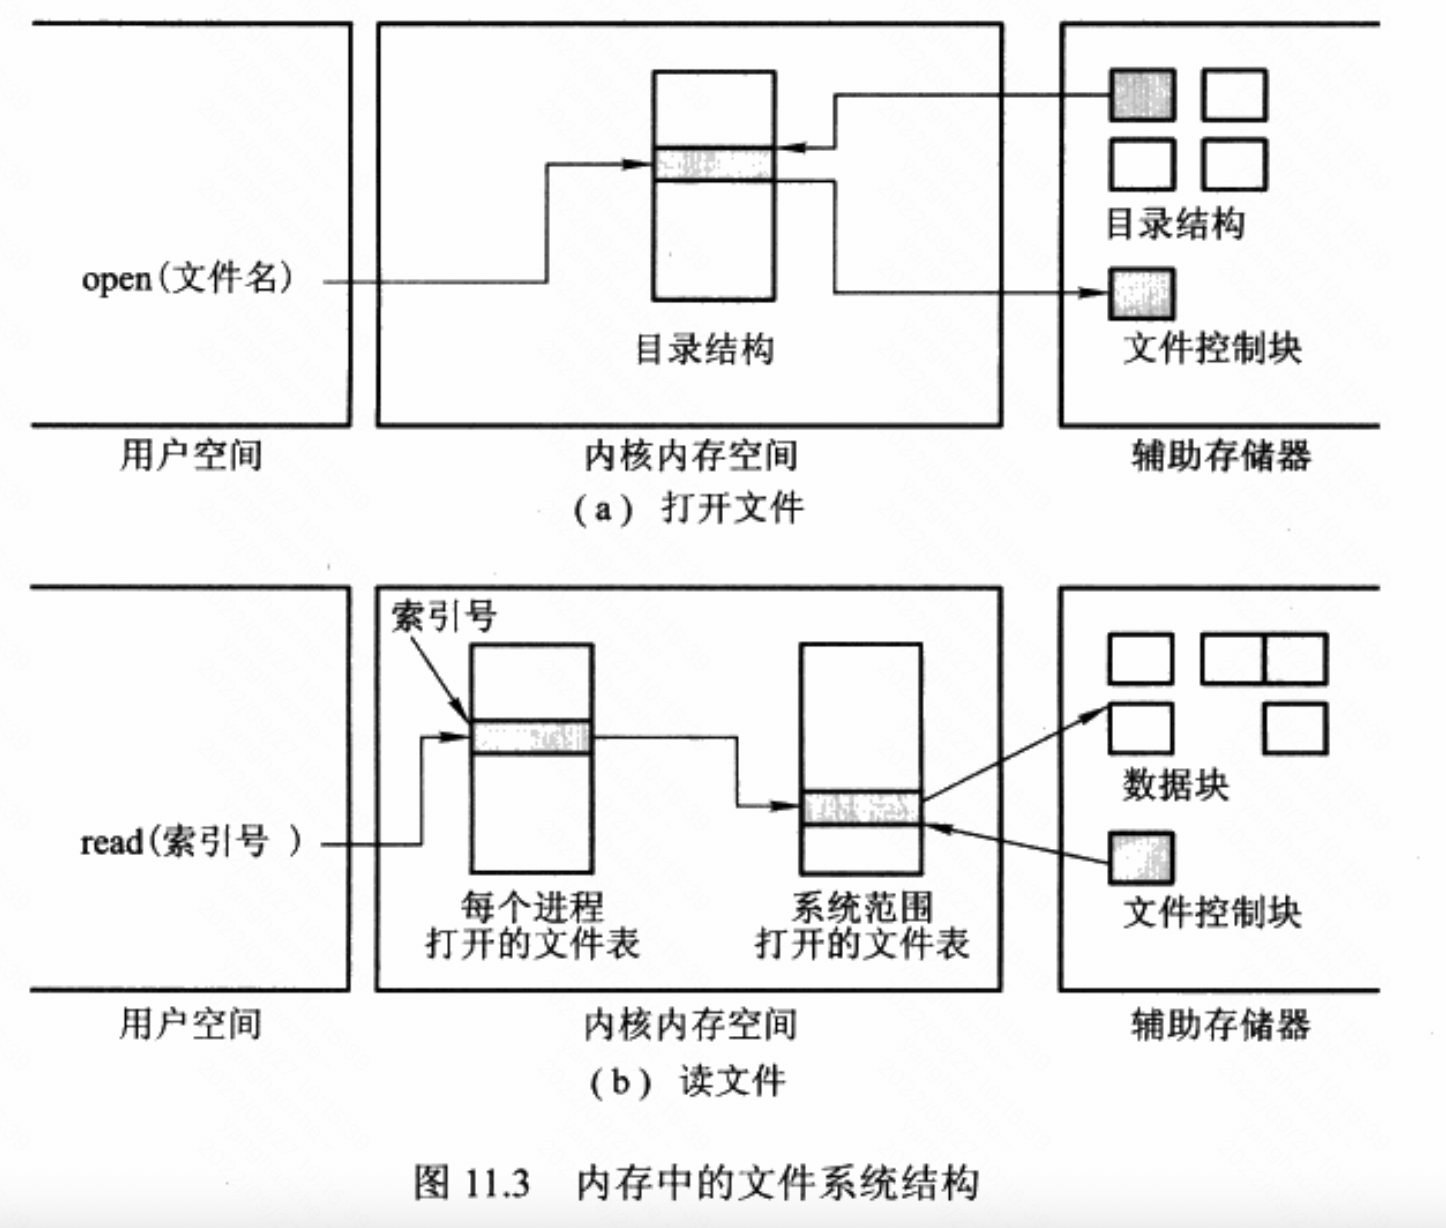 目录结构
open(文件名)
文件控制块
目录结构
用户空间
内核内存空间
辅助存储器
(a) 打开文件
索引号
数据块
read(索引号 )
每个进程
打开的文件表
系统范围
打开的文件表
文件控制块
用户空间
内核内存空间
辅助存储器
(b) 读文件
图 11.3 内存中的文件系统结构